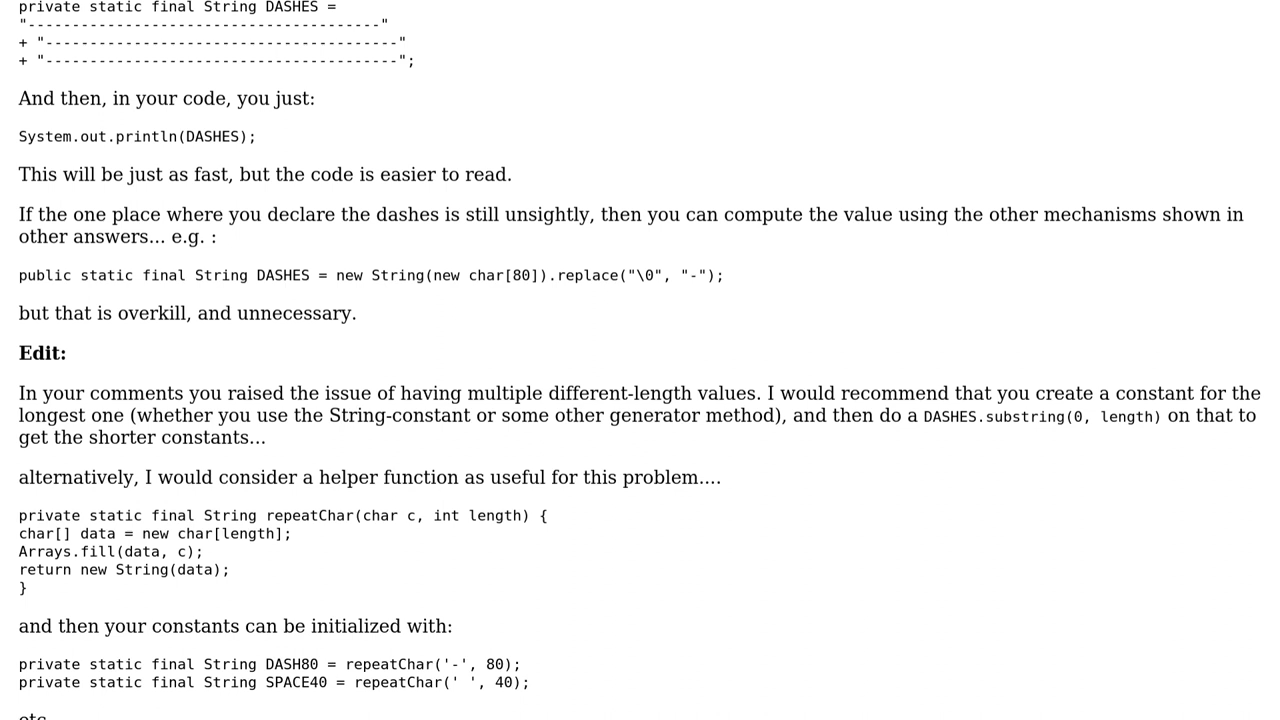 private static final String DASHES =
"----------------------------------------"
+ "----------------------------------------"
+ "----------------------------------------";
And then, in your code, you just:
System.out.println(DASHES);
This will be just as fast, but the code is easier to read.
If the one place where you declare the dashes is still unsightly, then you can compute the value using the other mechanisms shown in
other answers... e.g. :
public static final String DASHES = new String(new char[80]).replace("\0", "-");
but that is overkill, and unnecessary.
Edit:
In your comments you raised the issue of having multiple different-length values. I would recommend that you create a constant for the
longest one (whether you use the String-constant or some other generator method), and then do a DASHES.substring(0, length) on that to
get the shorter constants...
alternatively, I would consider a helper function as useful for this problem....
private static final String repeatChar(char c, int length) {
char[] data = new char[length];
Arrays.fill(data, c);
return new String(data);
}
and then your constants can be initialized with:
private static final String DASH80 = repeatChar('-', 80);
private static final String SPACE40 = repeatChar(' ', 40);
etc